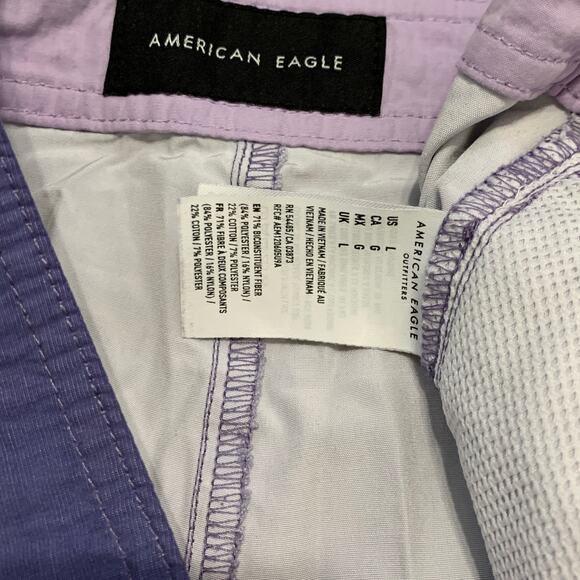 AMERICAN EAGLE
AMERICAN EAGLE
OUTFITTERS
US L
CA G
MX G
UK L
MADE IN VIETNAM / FABRIQUÉ AU
VIETNAM / HECHO EN VIETNAM
RN 54485/CA 03873
RFC# AEM120605U9A
EN 71% BICONSTITUENT FIBER
(84% POLYESTER / 16% NYLON) /
22% COTTON / 7% POLYESTER
FR 71% FIBRE A DEUX COMPOSANTS
(84% POLYESTER / 16% NYLON) /
22% COTON / 7% POLYESTER